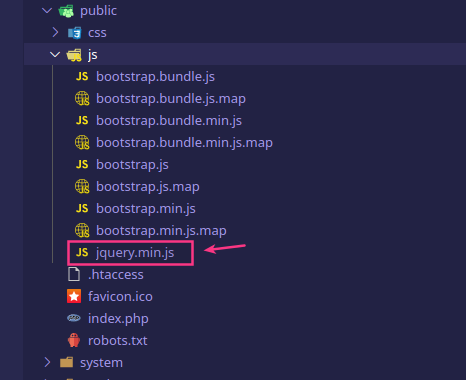 public
css
js
JS bootstrap.bundle.js
bootstrap.bundle.js.map
JS bootstrap.bundle.min.js
bootstrap.bundle.min.js.map
JS bootstrap.js
bootstrap.js.map
JS bootstrap.min.js
bootstrap.min.js.map
JS jquery.min.js
.htaccess
favicon.ico
index.php
robots.txt
system